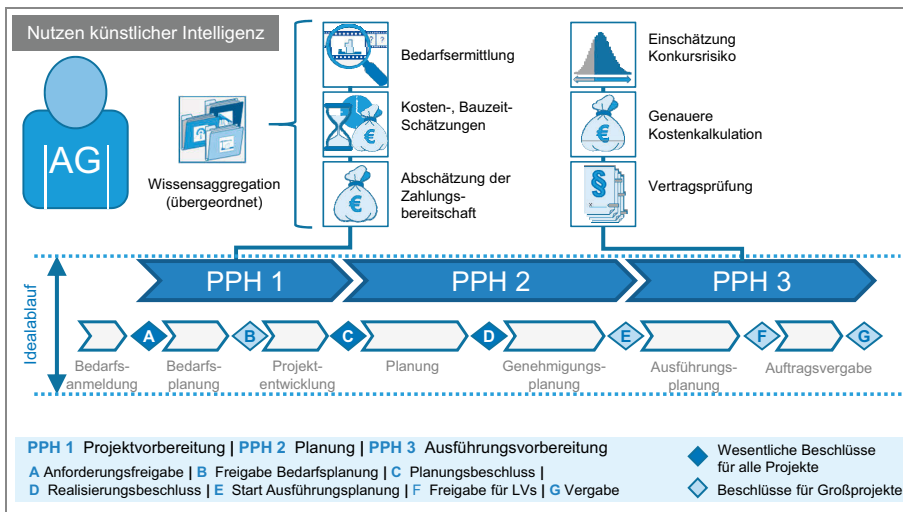 Nutzen künstlicher Intelligenz
AG
Wissensaggregation
(übergeordnet)
? ?
Bedarfsermittlung
€
Kosten-, Bauzeit-
Schätzungen
€
Abschätzung der
Zahlungs-
bereitschaft
Einschätzung
Konkursrisiko
€
Genauere
Kostenkalkulation
§
Vertragsprüfung
Idealablauf
PPH 1
PPH 2
PPH 3
A
B
C
D
E
F
G
Bedarfs-
anmeldung
Bedarfs-
planung
Projekt-
entwicklung
Planung
Genehmigungs-
planung
Ausführungs-
planung
Auftragsvergabe
PPH 1 Projektvorbereitung | PPH 2 Planung | PPH 3 Ausführungsvorbereitung
A Anforderungsfreigabe | B Freigabe Bedarfsplanung | C Planungsbeschluss |
D Realisierungsbeschluss | E Start Ausführungsplanung | F Freigabe für LVs | G Vergabe
Wesentliche Beschlüsse
für alle Projekte
Beschlüsse für Großprojekte